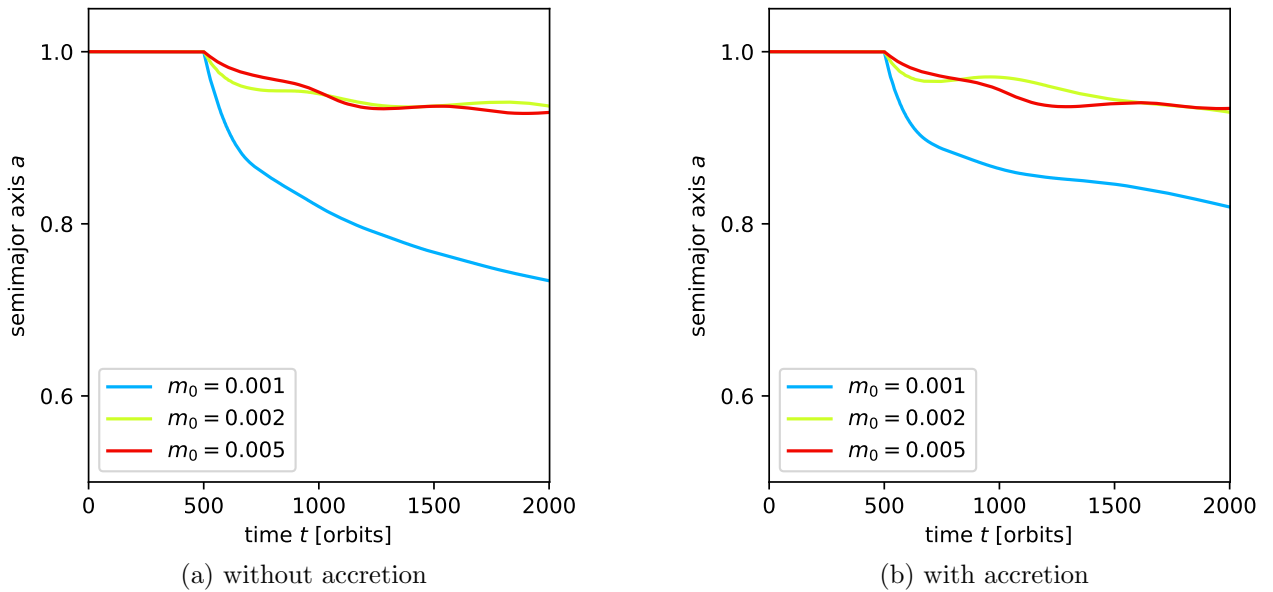 semimajor axis a
1.0
0.8
0.6
m₀ = 0.001
m₀ = 0.002
m₀ = 0.005
0 500 1000 1500 2000
time t [orbits]
(a) without accretion
semimajor axis a
1.0
0.8
0.6
m₀ = 0.001
m₀ = 0.002
m₀ = 0.005
0 500 1000 1500 2000
time t [orbits]
(b) with accretion